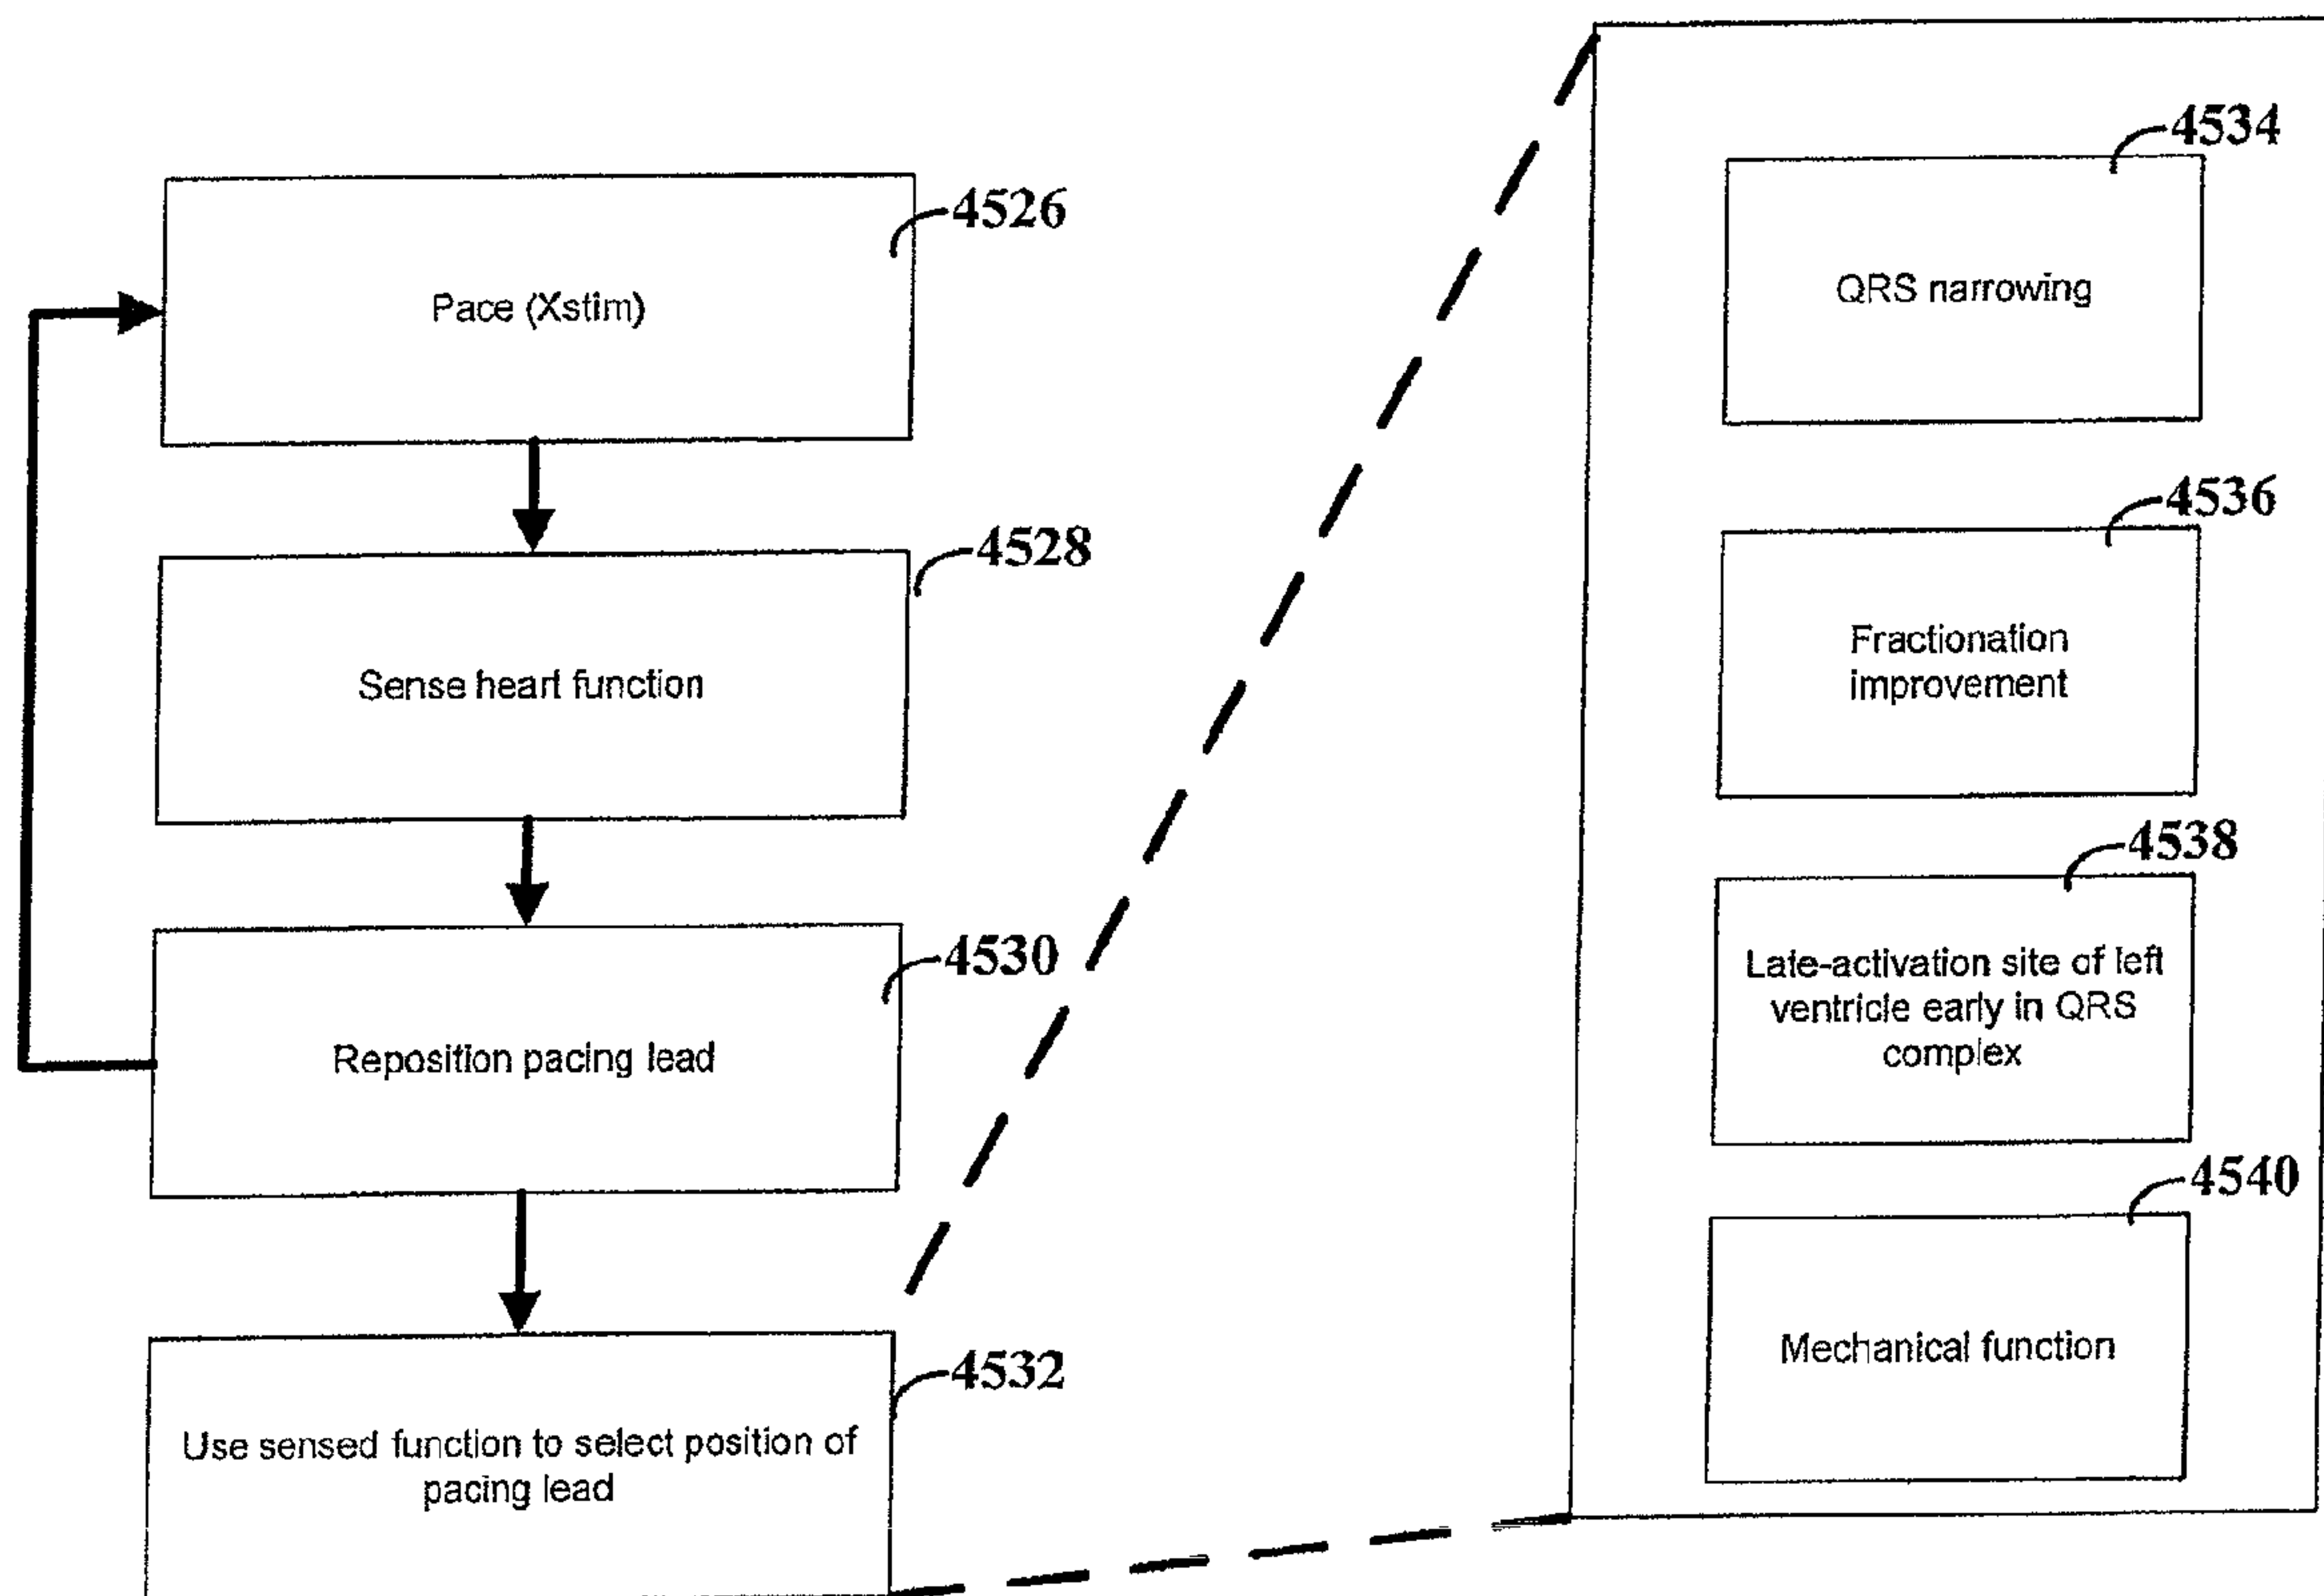 4526
Pace (Xstim)
4528
Sense heart function
4530
Reposition pacing lead
4532
Use sensed function to select position of
pacing lead
4534
QRS narrowing
4536
Fractionation
improvement
4538
Late-activation site of left
ventricle early in QRS
complex
4540
Mechanical function